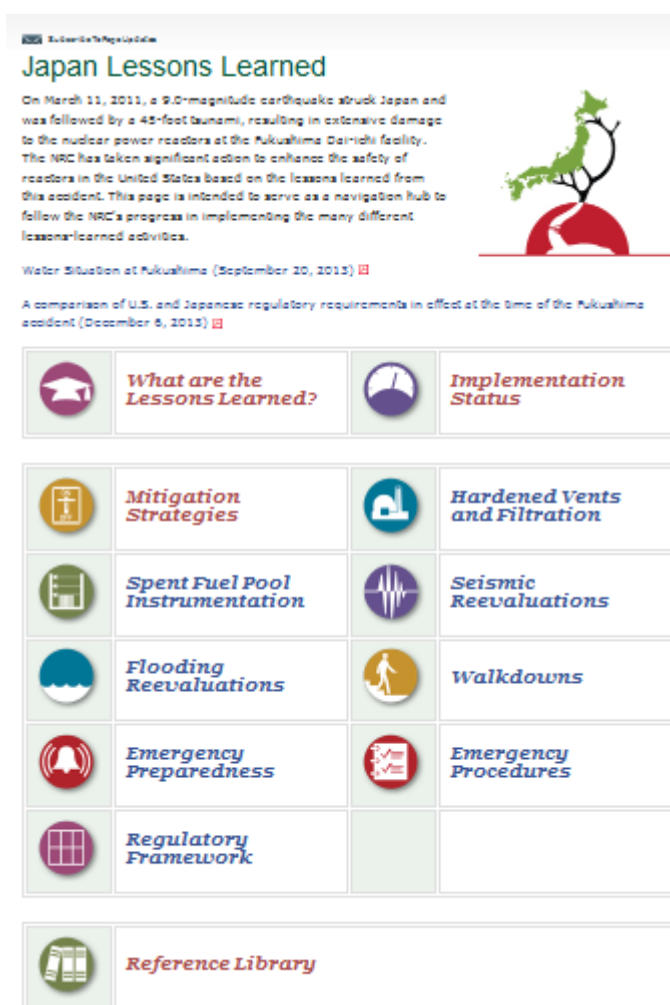 Subscribe To Page Updates
Japan Lessons Learned
On March 11, 2011, a 9.0-magnitude earthquake struck Japan and
was followed by a 45-foot tsunami, resulting in extensive damage
to the nuclear power reactors at the Fukushima Dai-ichi facility.
The NRC has taken significant action to enhance the safety of
reactors in the United States based on the lessons learned from
this accident. This page is intended to serve as a navigation hub to
follow the NRC's progress in implementing the many different
lessons-learned activities.
Water Situation at Fukushima (September 20, 2013)
A comparison of U.S. and Japanese regulatory requirements in effect at the time of the Fukushima
accident (December 6, 2013)
What are the
Lessons Learned?
Implementation
Status
Mitigation
Strategies
Hardened Vents
and Filtration
Spent Fuel Pool
Instrumentation
Seismic
Reevaluations
Flooding
Reevaluations
Walkdowns
Emergency
Preparedness
Emergency
Procedures
Regulatory
Framework
Reference Library